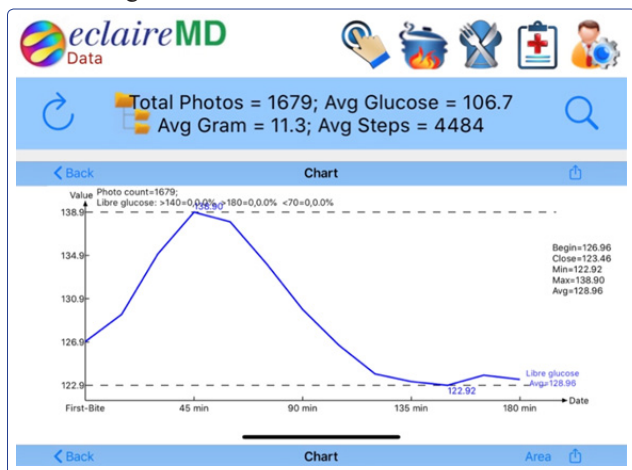 eclaireMD
Data
Total Photos = 1679; Avg Glucose = 106.7
Avg Gram = 11.3; Avg Steps = 4484
Back Chart
Value Photo count=1679;
Libre glucose: >140=0,0.0% >180=0,0.0% <70=0,0.0%
138.9
138.90
134.9
130.9
126.9
122.9
Begin=126.96
Close=123.46
Min=122.92
Max=138.90
Avg=128.96
Libre glucose
Avg=128.96
122.92
First-Bite 45 min 90 min 135 min 180 min Date
Back Chart Area